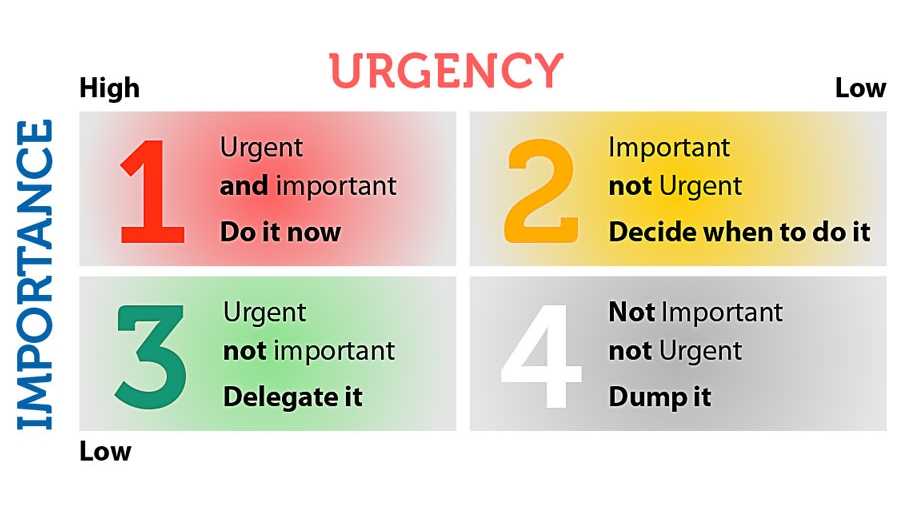 URGENCY
High
Low
IMPORTANCE
1
Urgent
and important
Do it now
2
Important
not Urgent
Decide when to do it
3
Urgent
not important
Delegate it
4
Not Important
not Urgent
Dump it
Low